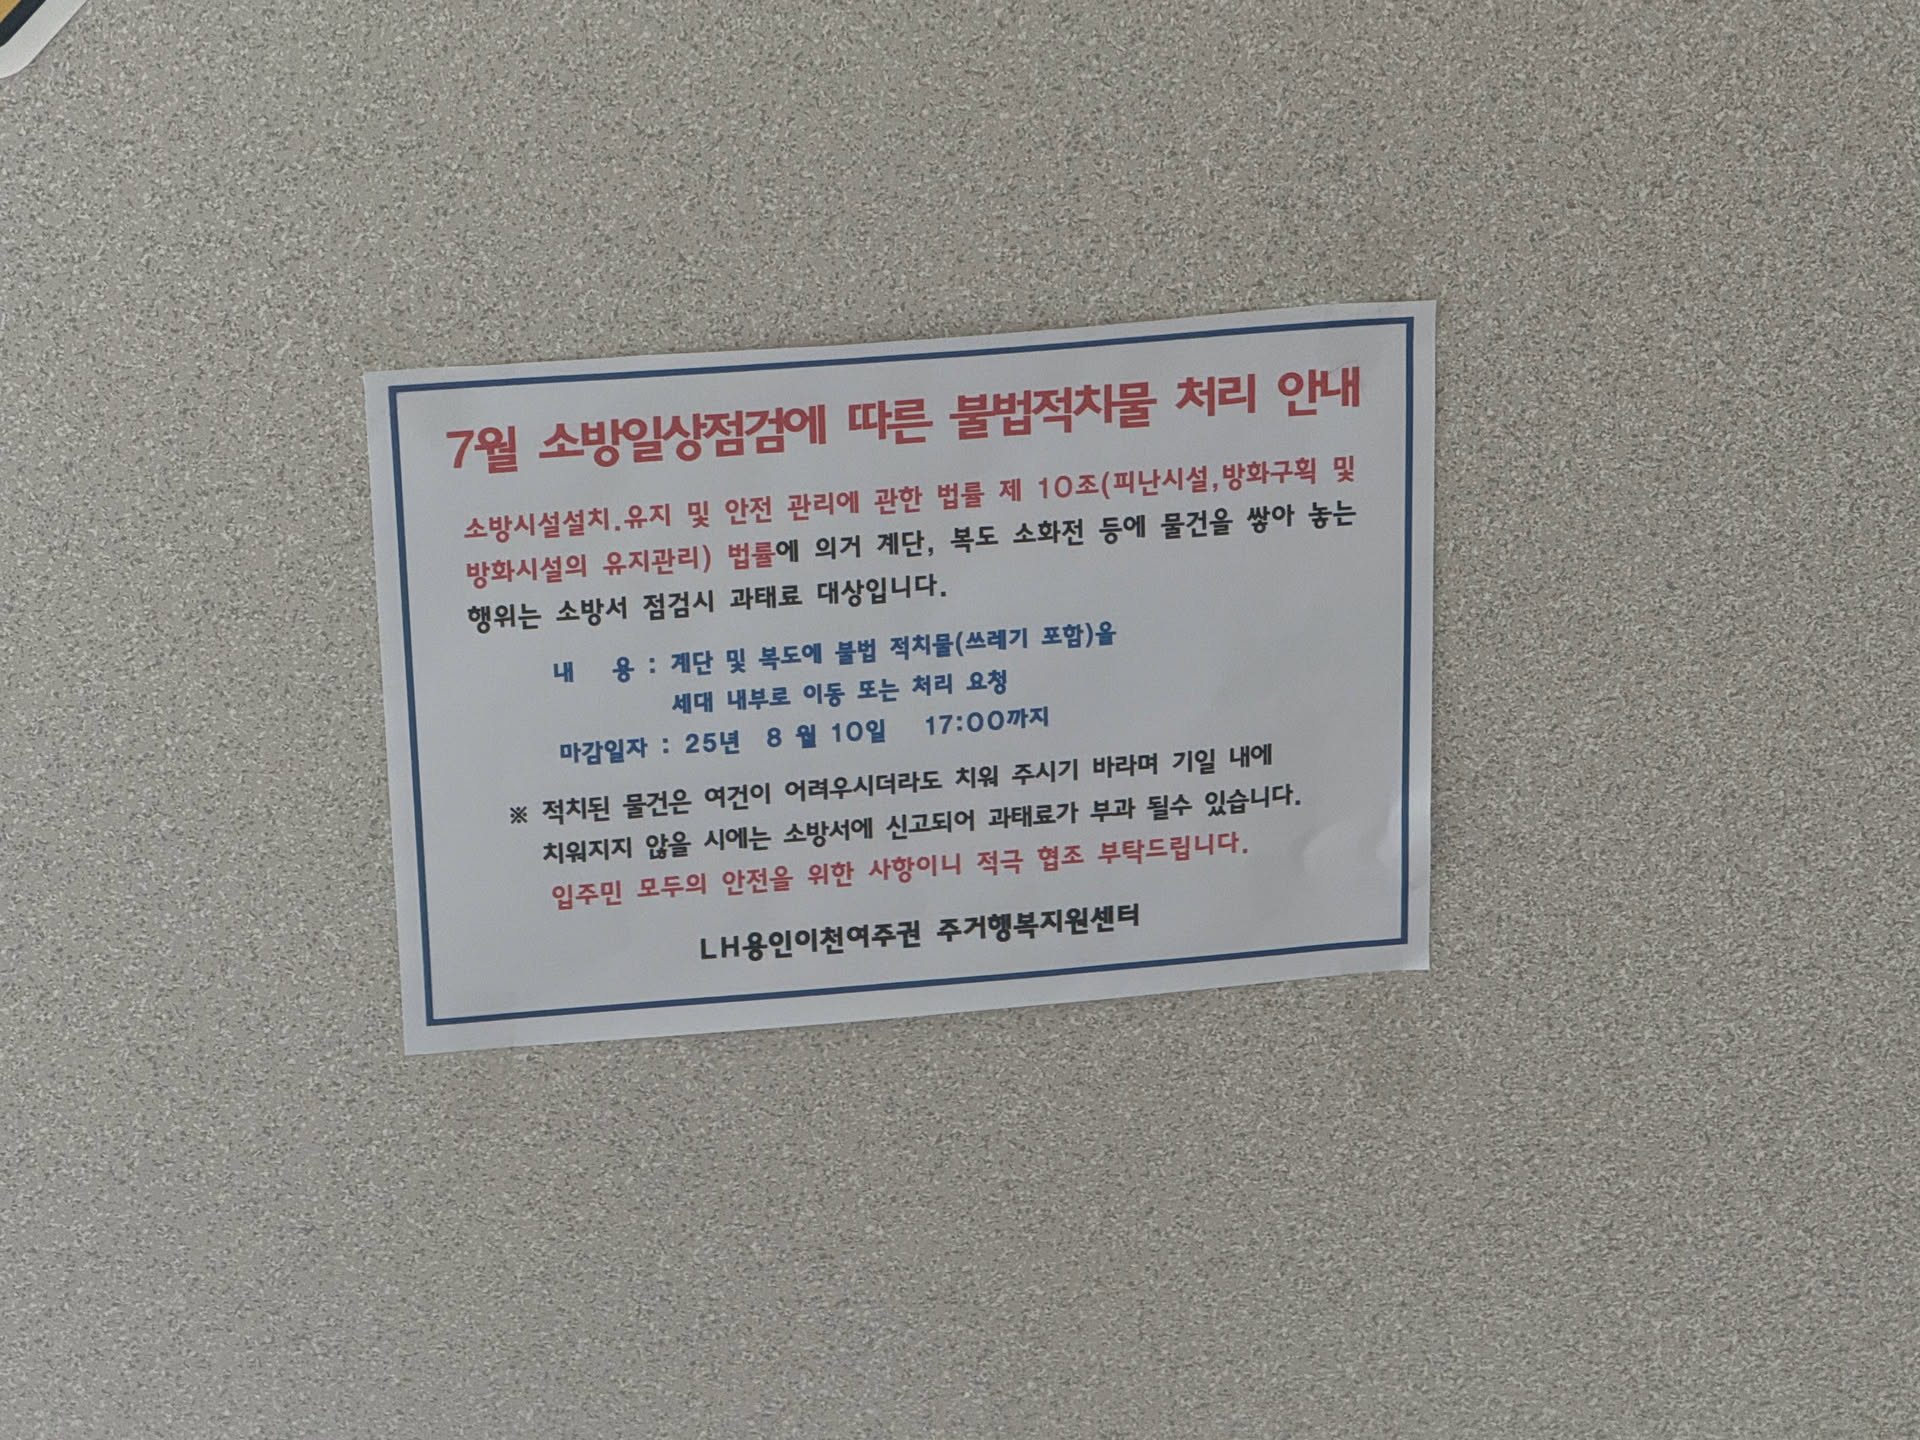 7월 소방일상점검에 따른 불법적치물 처리 안내
소방시설설치.유지 및 안전 관리에 관한 법률 제 10조(피난시설,방화구획 및
방화시설의 유지관리) 법률에 의거 계단, 복도 소화전 등에 물건을 쌓아 놓는
행위는 소방서 점검시 과태료 대상입니다.
내 용 : 계단 및 복도에 불법 적치물(쓰레기 포함)을
세대 내부로 이동 또는 처리 요청
마감일자 : 25년 8 월 10일 17:00까지
※ 적치된 물건은 여건이 어려우시더라도 치워 주시기 바라며 기일 내에
치워지지 않을 시에는 소방서에 신고되어 과태료가 부과 될수 있습니다.
입주민 모두의 안전을 위한 사항이니 적극 협조 부탁드립니다.
LH용인이천여주권 주거행복지원센터